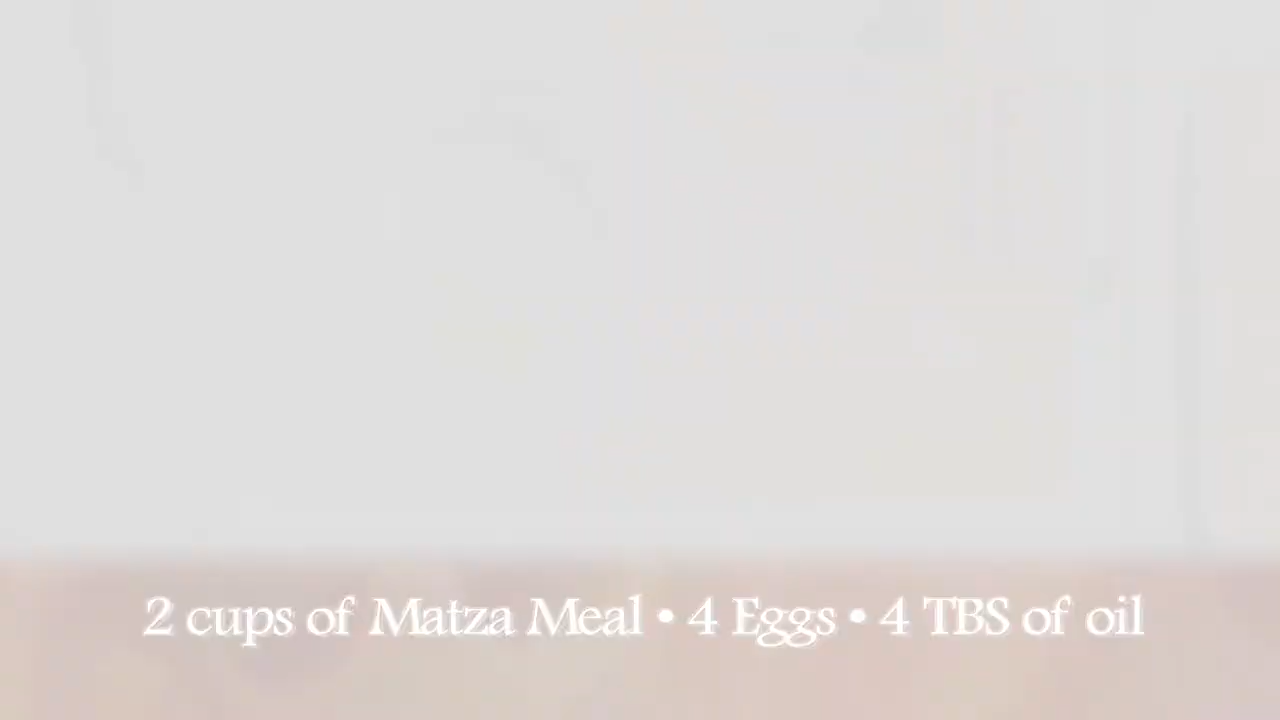 2 cups of Matza Meal • 4 Eggs • 4 TBS of oil